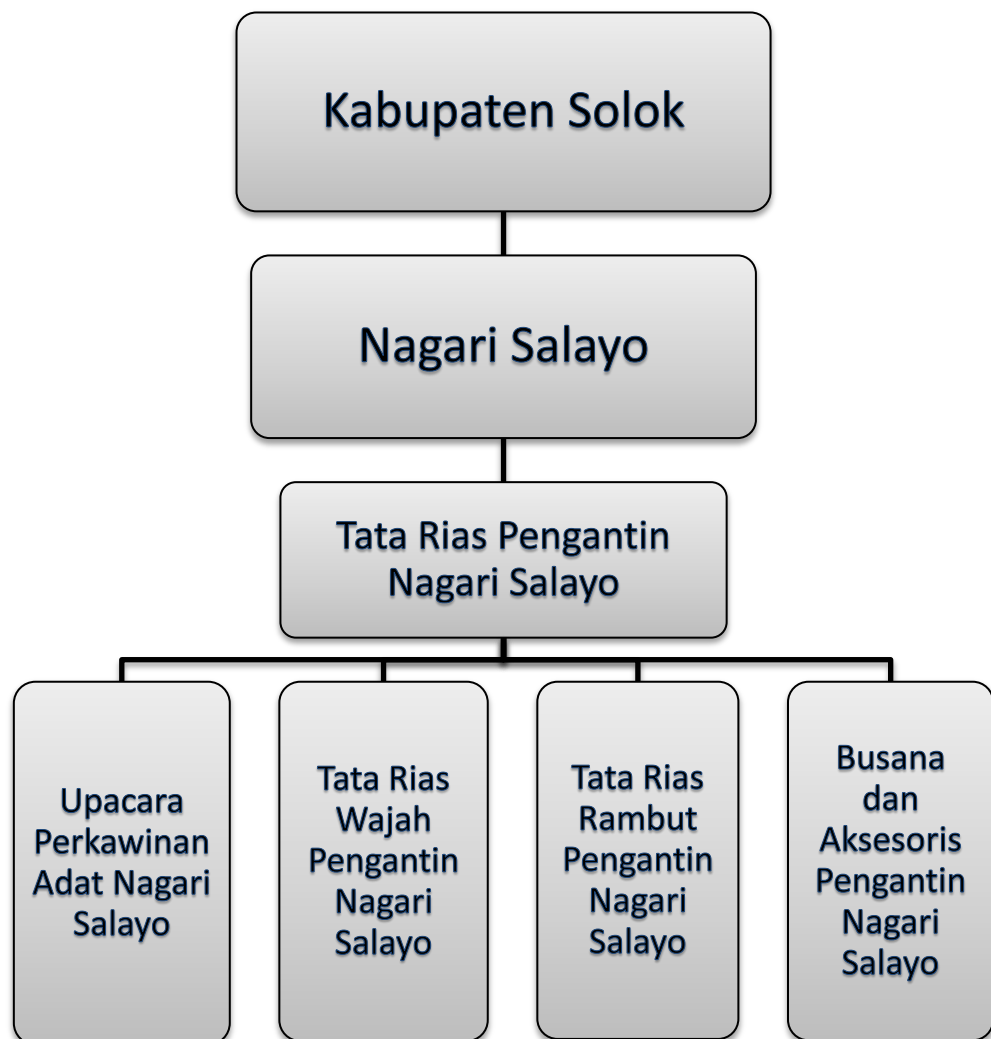 Kabupaten Solok
Nagari Salayo
Tata Rias Pengantin
Nagari Salayo
Upacara
Perkawinan
Adat Nagari
Salayo
Tata Rias
Wajah
Pengantin
Nagari
Salayo
Tata Rias
Rambut
Pengantin
Nagari
Salayo
Busana
dan
Aksesoris
Pengantin
Nagari
Salayo